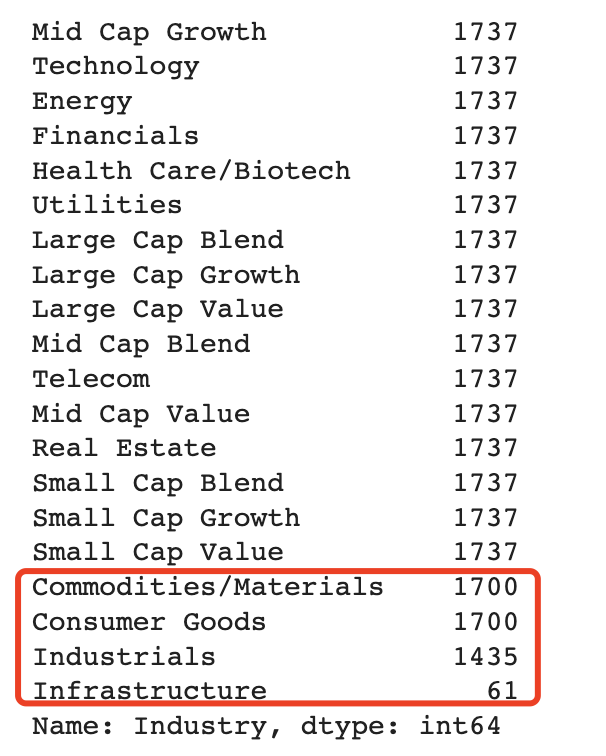 Mid Cap Growth 1737
Technology 1737
Energy 1737
Financials 1737
Health Care/Biotech 1737
Utilities 1737
Large Cap Blend 1737
Large Cap Growth 1737
Large Cap Value 1737
Mid Cap Blend 1737
Telecom 1737
Mid Cap Value 1737
Real Estate 1737
Small Cap Blend 1737
Small Cap Growth 1737
Small Cap Value 1737
Commodities/Materials 1700
Consumer Goods 1700
Industrials 1435
Infrastructure 61
Name: Industry, dtype: int64